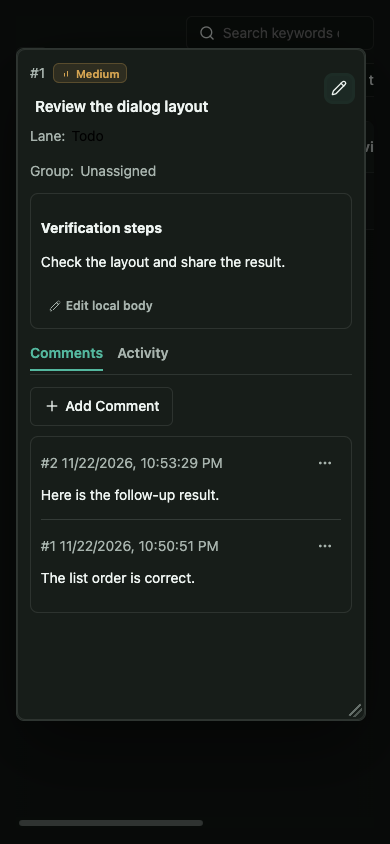 Search keywords
#1 Medium
Review the dialog layout
Lane: Todo
Group: Unassigned
Verification steps
Check the layout and share the result.
Edit local body
Comments Activity
Add Comment
#2 11/22/2026, 10:53:29 PM
Here is the follow-up result.
#1 11/22/2026, 10:50:51 PM
The list order is correct.